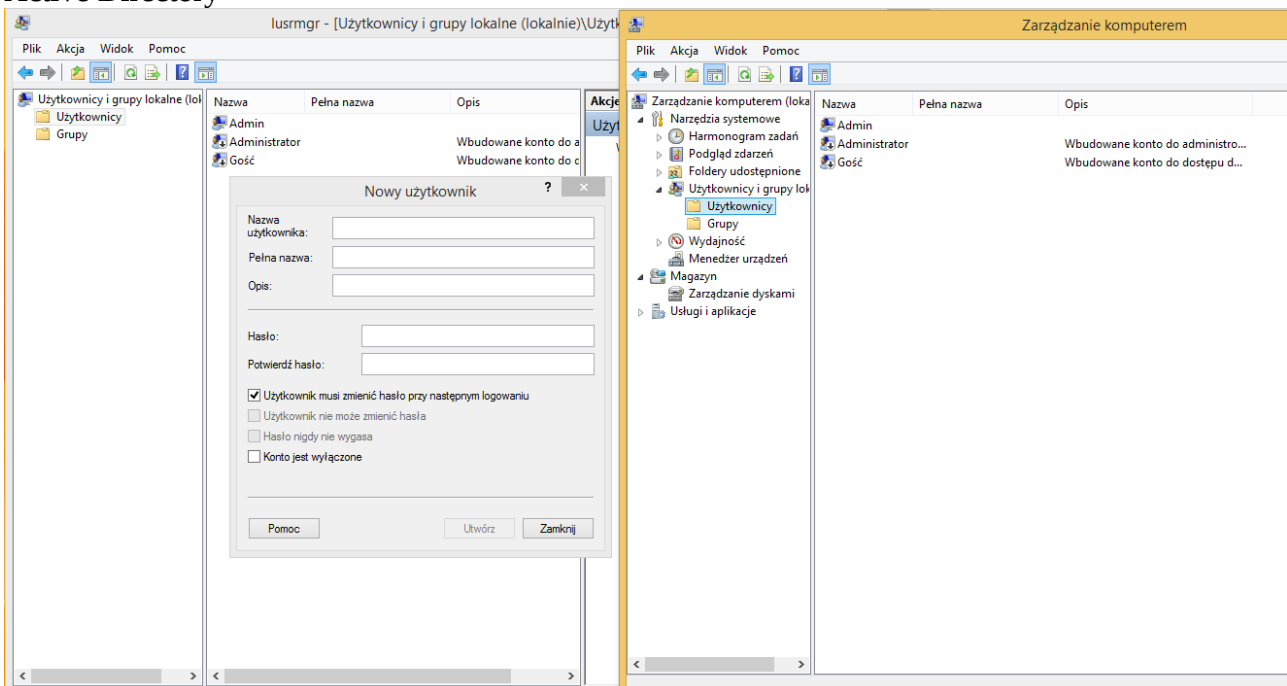 Active Directory
lusrmgr - [Użytkownicy i grupy lokalne (lokalnie)\Użytk
Plik Akcja Widok Pomoc
Użytkownicy i grupy lokalne (lok
Użytkownicy
Grupy
Nazwa Pełna nazwa Opis
Admin
Administrator Wbudowane konto do a
Gość Wbudowane konto do d
Akcje
Użyt
Nowy użytkownik ?
Nazwa
użytkownika:
Pełna nazwa:
Opis:
Hasło:
Potwierdź hasło:
Użytkownik musi zmienić hasło przy następnym logowaniu
Użytkownik nie może zmienić hasła
Hasło nigdy nie wygasa
Konto jest wyłączone
Pomoc Utwórz Zamknij
Zarządzanie komputerem
Plik Akcja Widok Pomoc
Zarządzanie komputerem (loka
Narzędzia systemowe
Harmonogram zadań
Podgląd zdarzeń
Foldery udostępnione
Użytkownicy i grupy lok
Użytkownicy
Grupy
Wydajność
Menedżer urządzeń
Magazyn
Zarządzanie dyskami
Usługi i aplikacje
Nazwa Pełna nazwa Opis
Admin
Administrator Wbudowane konto do administro...
Gość Wbudowane konto do dostępu d...